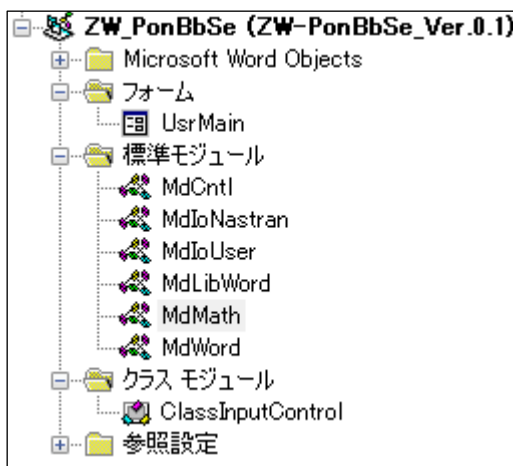 ZW_PonBbSe (ZW-PonBbSe_Ver.0.1)
Microsoft Word Objects
フォーム
UsrMain
標準モジュール
MdCntl
MdIoNastran
MdIoUser
MdLibWord
MdMath
MdWord
クラス モジュール
ClassInputControl
参照設定